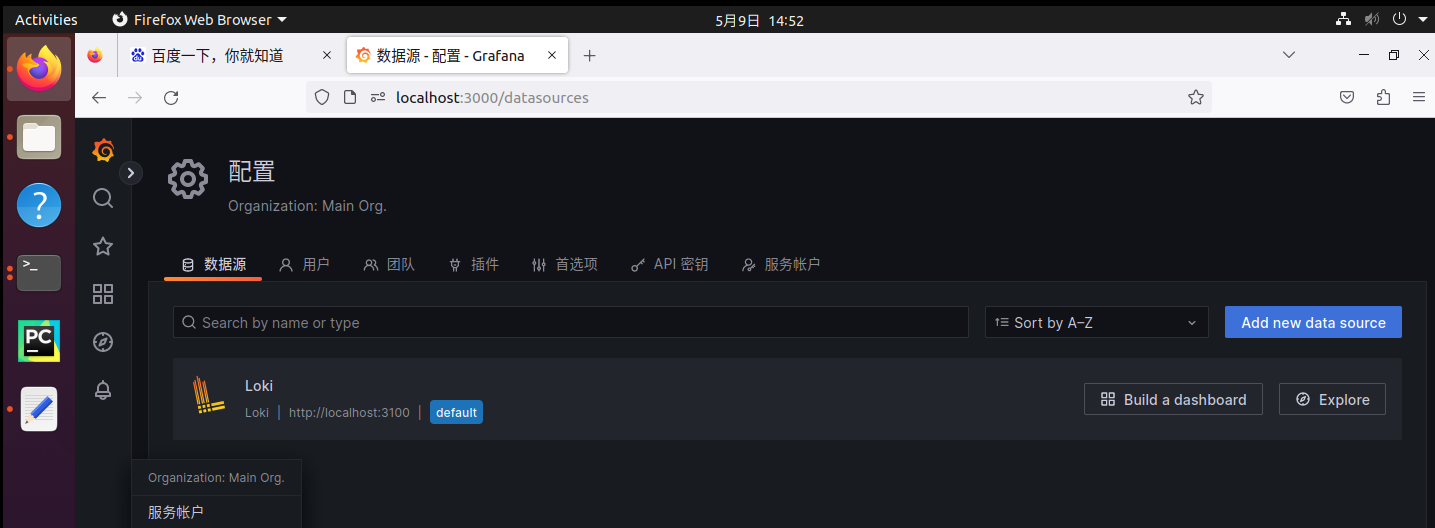 Activities Firefox Web Browser 5月9日 14:52
百度一下，你就知道 数据源 - 配置 - Grafana
localhost:3000/datasources
配置
Organization: Main Org.
数据源 用户 团队 插件 首选项 API 密钥 服务帐户
Search by name or type Sort by A–Z Add new data source
Loki
Loki | http://localhost:3100 | default Build a dashboard Explore
Organization: Main Org.
服务帐户
>_
PC
?